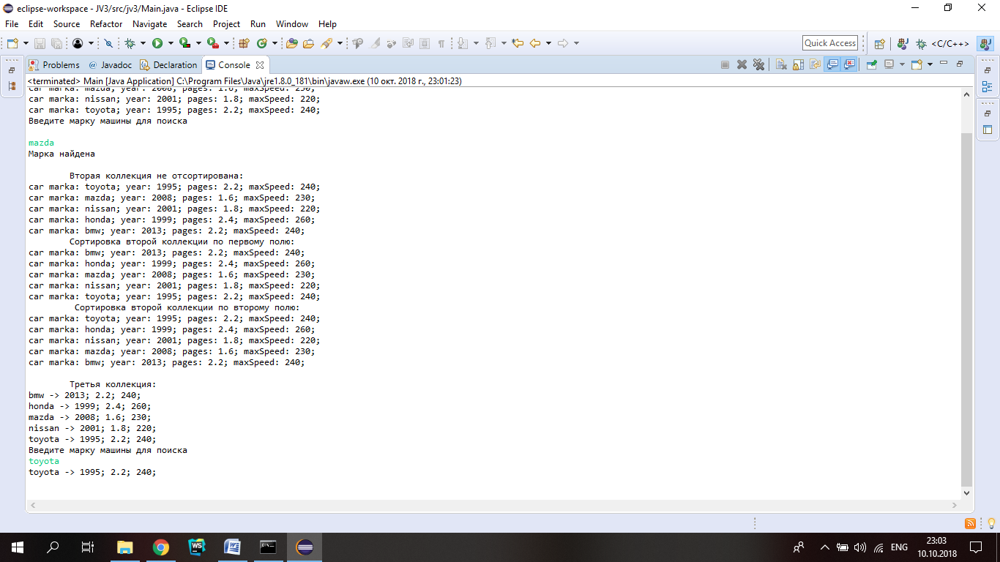 eclipse-workspace - JV3/src/jv3/Main.java - Eclipse IDE
File Edit Source Refactor Navigate Search Project Run Window Help
Quick Access <C/C++>
Problems @ Javadoc Declaration Console
<terminated> Main [Java Application] C:\Program Files\Java\jre1.8.0_181\bin\javaw.exe (10 окт. 2018 г., 23:01:23)
car marka: mazda; year: 2008; pages: 1.6; maxSpeed: 230;
car marka: nissan; year: 2001; pages: 1.8; maxSpeed: 220;
car marka: toyota; year: 1995; pages: 2.2; maxSpeed: 240;
Введите марку машины для поиска
mazda
Марка найдена
Вторая коллекция не отсортирована:
car marka: toyota; year: 1995; pages: 2.2; maxSpeed: 240;
car marka: mazda; year: 2008; pages: 1.6; maxSpeed: 230;
car marka: nissan; year: 2001; pages: 1.8; maxSpeed: 220;
car marka: honda; year: 1999; pages: 2.4; maxSpeed: 260;
car marka: bmw; year: 2013; pages: 2.2; maxSpeed: 240;
Сортировка второй коллекции по первому полю:
car marka: bmw; year: 2013; pages: 2.2; maxSpeed: 240;
car marka: honda; year: 1999; pages: 2.4; maxSpeed: 260;
car marka: mazda; year: 2008; pages: 1.6; maxSpeed: 230;
car marka: nissan; year: 2001; pages: 1.8; maxSpeed: 220;
car marka: toyota; year: 1995; pages: 2.2; maxSpeed: 240;
Сортировка второй коллекции по второму полю:
car marka: toyota; year: 1995; pages: 2.2; maxSpeed: 240;
car marka: honda; year: 1999; pages: 2.4; maxSpeed: 260;
car marka: nissan; year: 2001; pages: 1.8; maxSpeed: 220;
car marka: mazda; year: 2008; pages: 1.6; maxSpeed: 230;
car marka: bmw; year: 2013; pages: 2.2; maxSpeed: 240;
Третья коллекция:
bmw -> 2013; 2.2; 240;
honda -> 1999; 2.4; 260;
mazda -> 2008; 1.6; 230;
nissan -> 2001; 1.8; 220;
toyota -> 1995; 2.2; 240;
Введите марку машины для поиска
toyota
toyota -> 1995; 2.2; 240;
ENG 23:03
10.10.2018